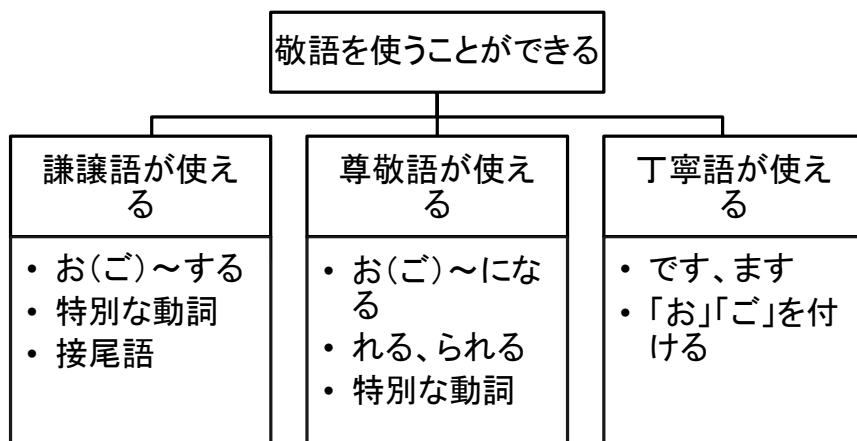 敬語を使うことができる
謙譲語が使え
る
• お(ご)～する
• 特別な動詞
• 接尾語
尊敬語が使え
る
• お(ご)～にな
る
• れる、られる
• 特別な動詞
丁寧語が使え
る
• です、ます
• 「お」「ご」を付
ける